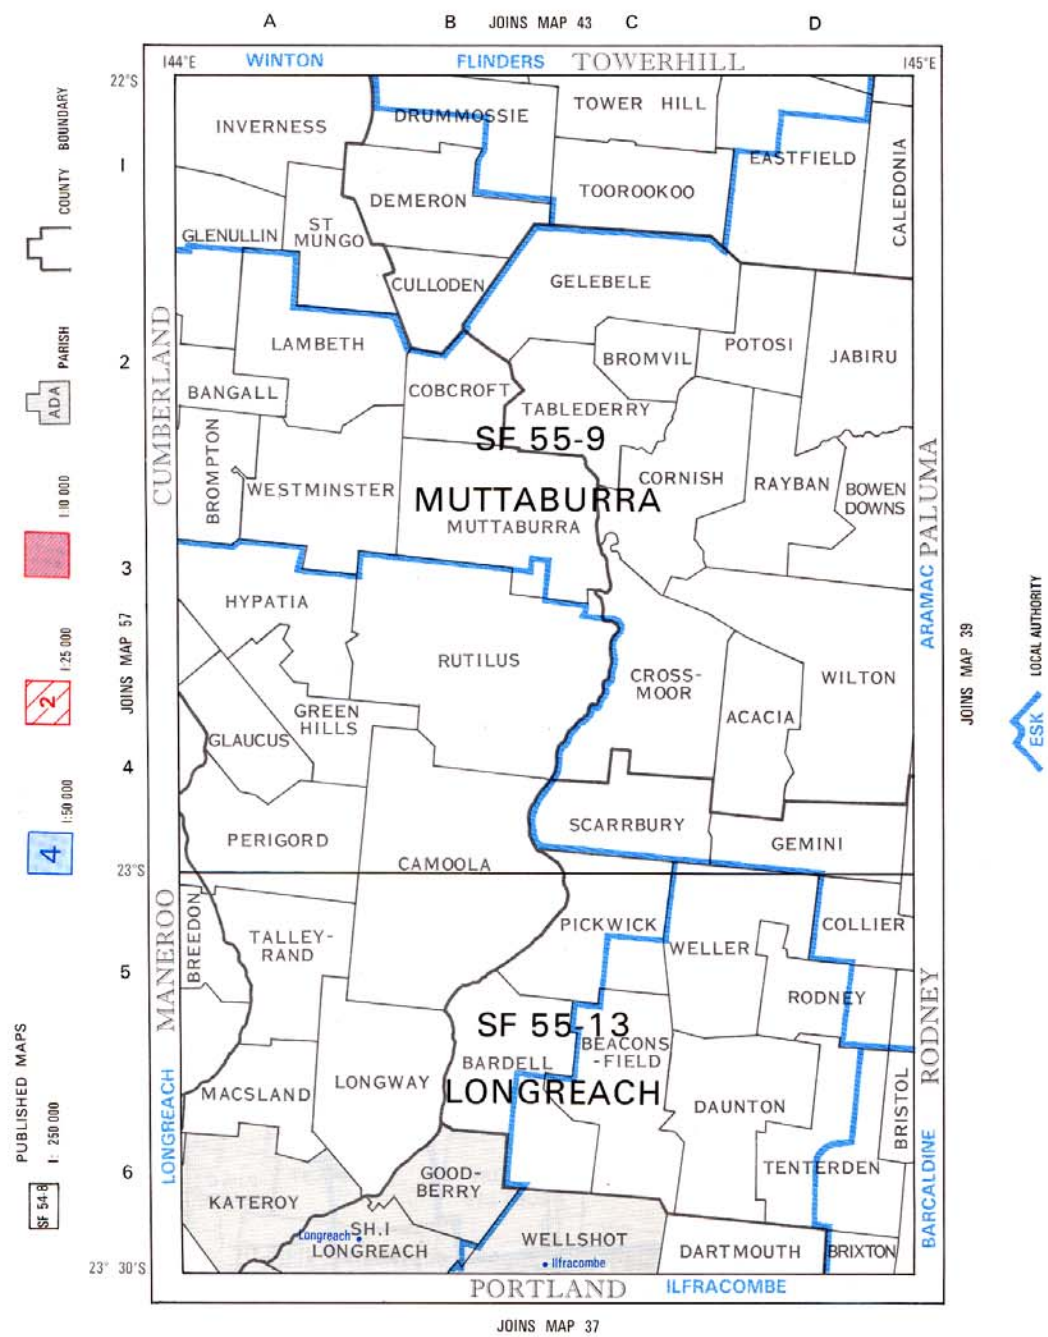 A
B
JOINS MAP 43
C
D
144°E
WINTON
FLINDERS
TOWERHILL
145°E
22°S
INVERNESS
DRUMMOSSIE
TOWER HILL
EASTFIELD
CALEDONIA
1
DEMERON
TOOROOKOO
GLENULLIN
ST
MUNGO
CULLODEN
GELEBELE
CUMBERLAND
2
LAMBETH
BROMVIL
POTOSI
JABIRU
BANGALL
COBCROFT
TABLEDERRY
SF 55-9
BROMPTON
WESTMINSTER
MUTTABURRA
MUTTABURRA
CORNISH
RAYBAN
BOWEN
DOWNS
PALUMA
3
HYPATIA
ARAMAC
JOINS MAP 57
RUTILUS
CROSS-
MOOR
WILTON
JOINS MAP 39
GREEN
HILLS
ACACIA
GLAUCUS
4
PERIGORD
SCARRBURY
GEMINI
CAMOOLA
23°S
MANEROO
BREEDON
TALLEY-
RAND
PICKWICK
WELLER
COLLIER
5
RODNEY
RODNEY
SF 55-13
BEACONS
-FIELD
BARDELL
LONGREACH
LONGREACH
MACSLAND
LONGWAY
DAUNTON
BRISTOL
6
KATEROY
GOOD-
BERRY
TENTERDEN
BARCALDINE
SH.I
Longreach
LONGREACH
WELLSHOT
Ilfracombe
DARTMOUTH
BRIXTON
23° 30'S
PORTLAND
ILFRACOMBE
JOINS MAP 37
COUNTY BOUNDARY
PARISH
ADA
1:10 000
1:25 000
2
1:50 000
4
PUBLISHED MAPS
1: 250 000
SF 54-8
LOCAL AUTHORITY
ESK